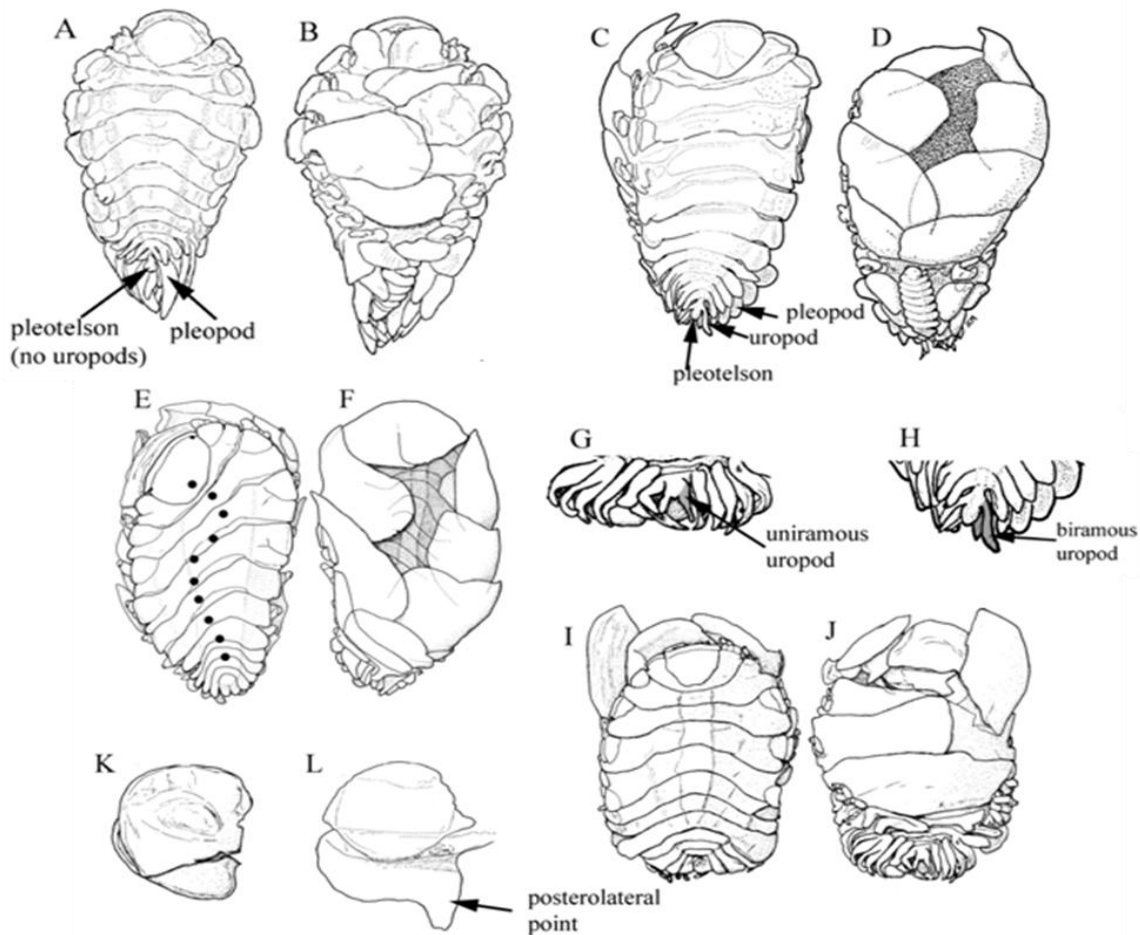 A
B
C
D
pleotelson
(no uropods)
pleopod
pleopod
uropod
pleotelson
E
F
G
H
uniramous
uropod
biramous
uropod
I
J
K
L
posterolateral
point